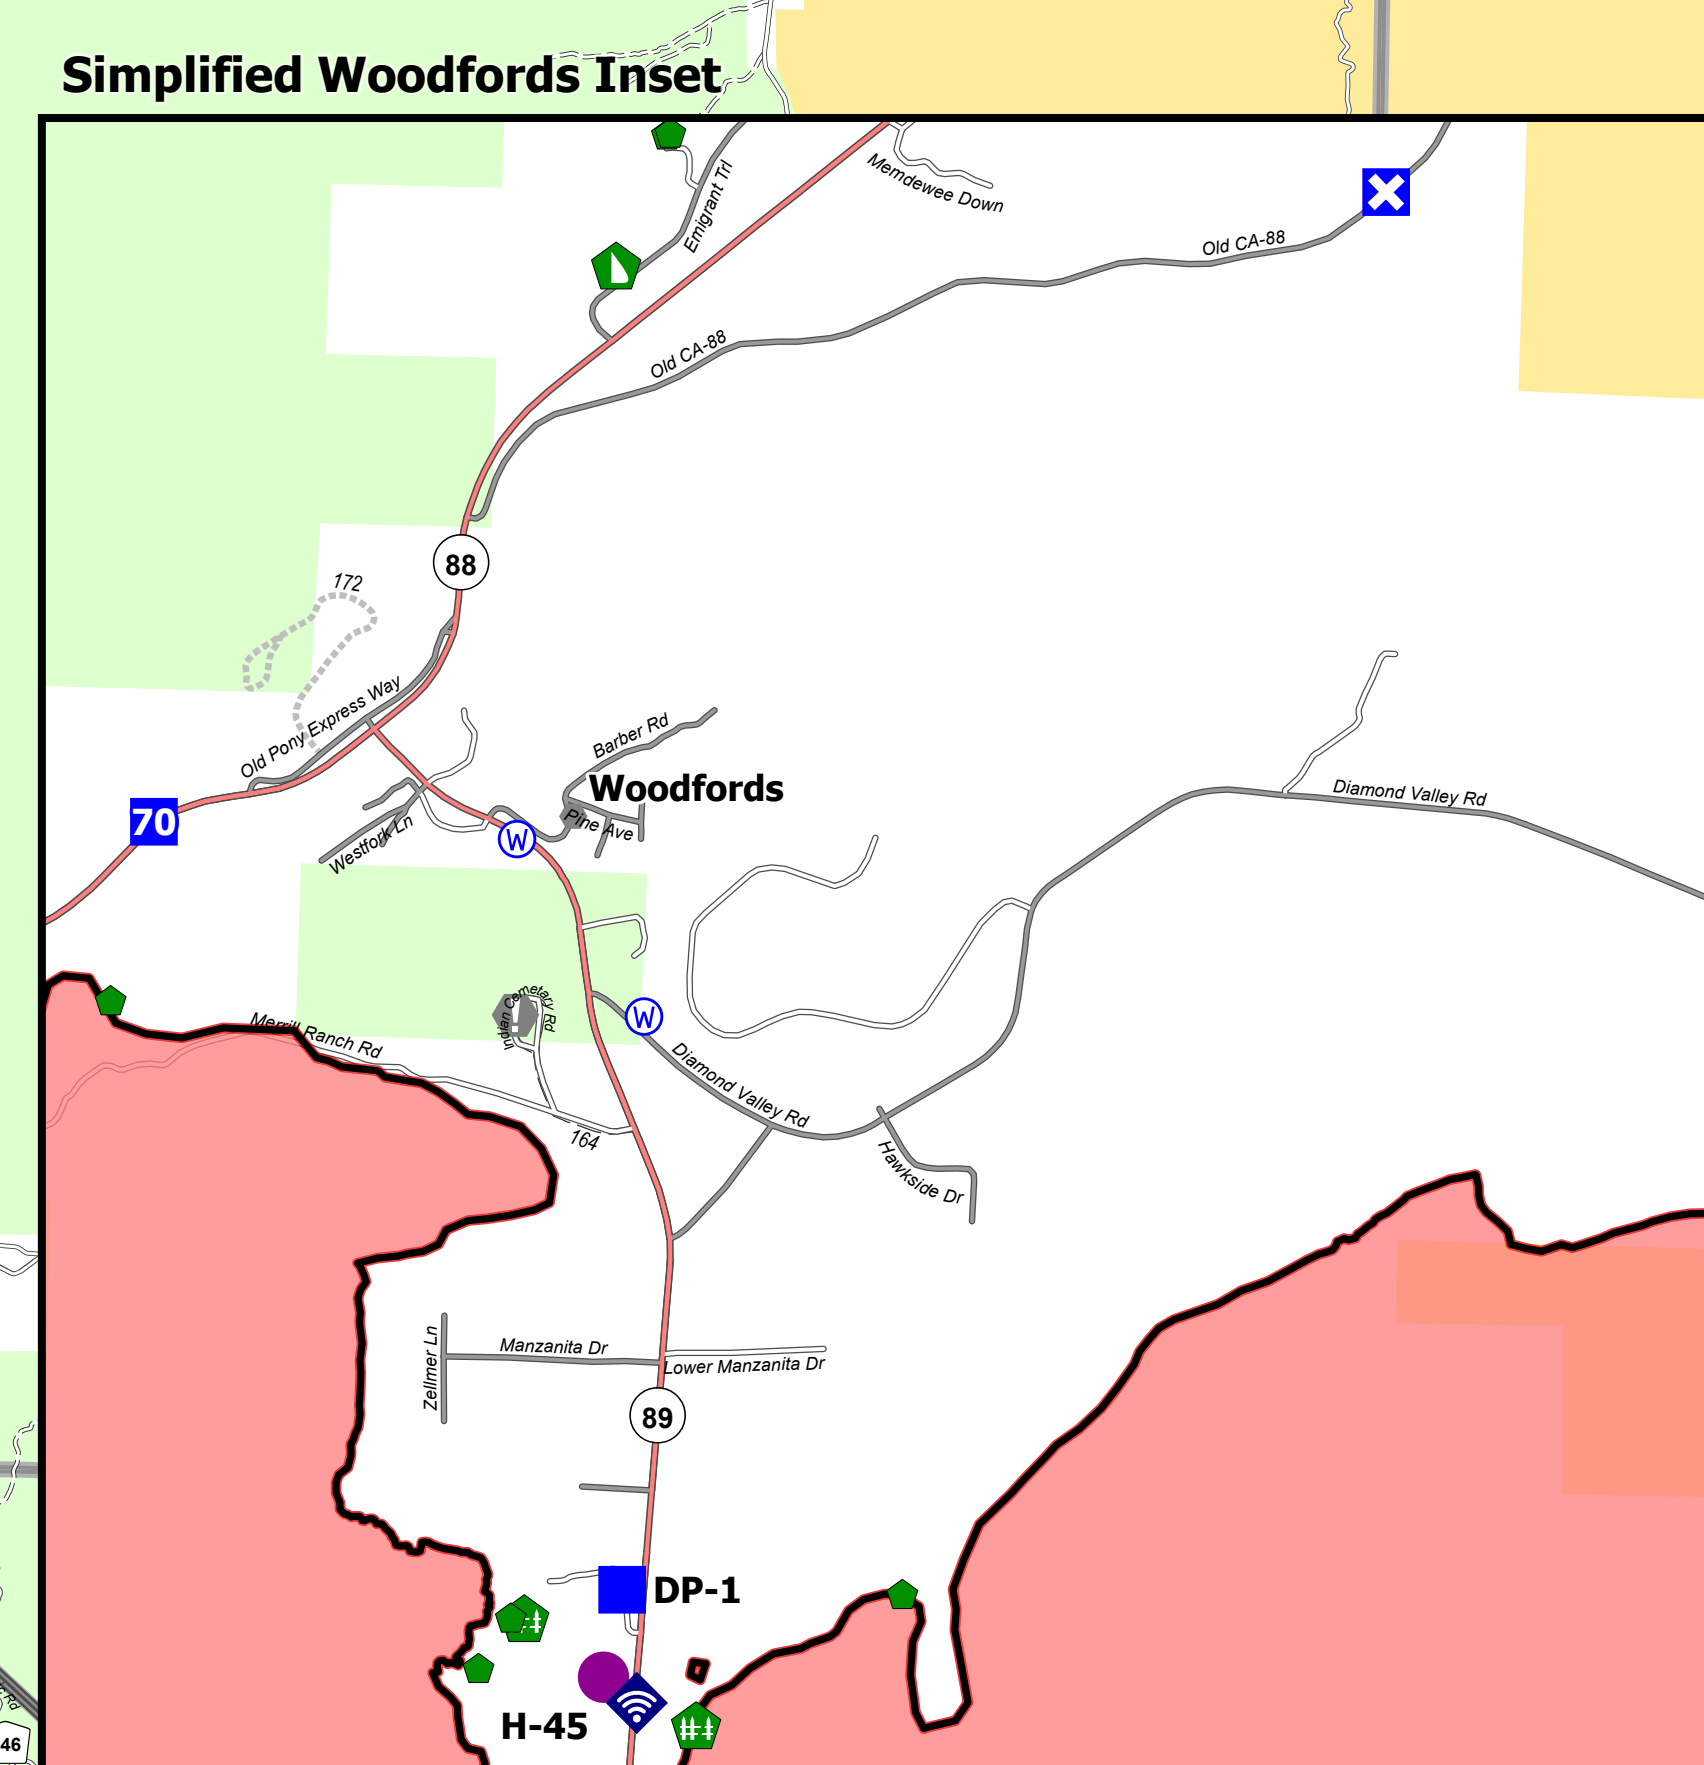 Simplified Woodfords Inset
Emigrant Trl
Memdewee Down
Old CA-88
Old CA-88
88
172
Old Pony Express Way
Barber Rd
Woodfords
Pine Ave
70
Westfork Ln
W
Diamond Valley Rd
Indian Cemetary Rd
W
Merrill Ranch Rd
Diamond Valley Rd
164
Hawkside Dr
Zellmer Ln
Manzanita Dr
Lower Manzanita Dr
89
DP-1
H-45
Rd
46